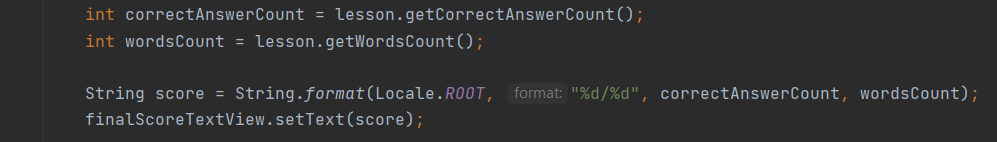 int correctAnswerCount = lesson.getCorrectAnswerCount();
int wordsCount = lesson.getWordsCount();
String score = String.format(Locale.ROOT, format: "%d/%d", correctAnswerCount, wordsCount);
finalScoreTextView.setText(score);